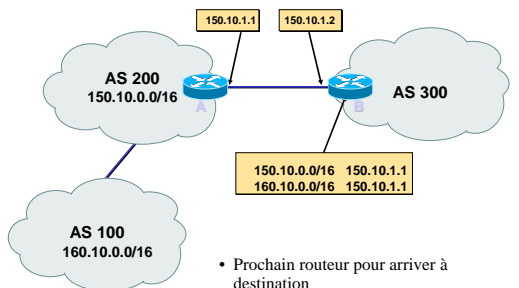 150.10.1.1
150.10.1.2
AS 200
150.10.0.0/16
A
B
AS 300
150.10.0.0/16 150.10.1.1
160.10.0.0/16 150.10.1.1
AS 100
160.10.0.0/16
• Prochain routeur pour arriver à
destination